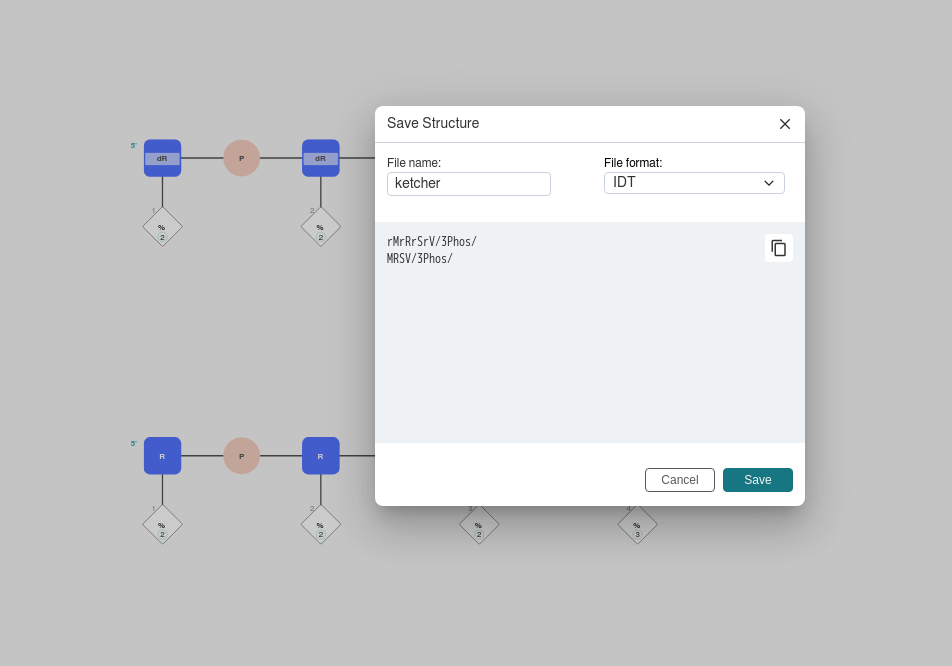 Save Structure
File name:
File format:
ketcher
IDT
rMrRrSrV/3Phos/
MRSV/3Phos/
Cancel
Save
5'
dR
P
dR
1
2
%
2
%
2
5'
R
P
R
1
2
3
4
%
2
%
2
%
2
%
3